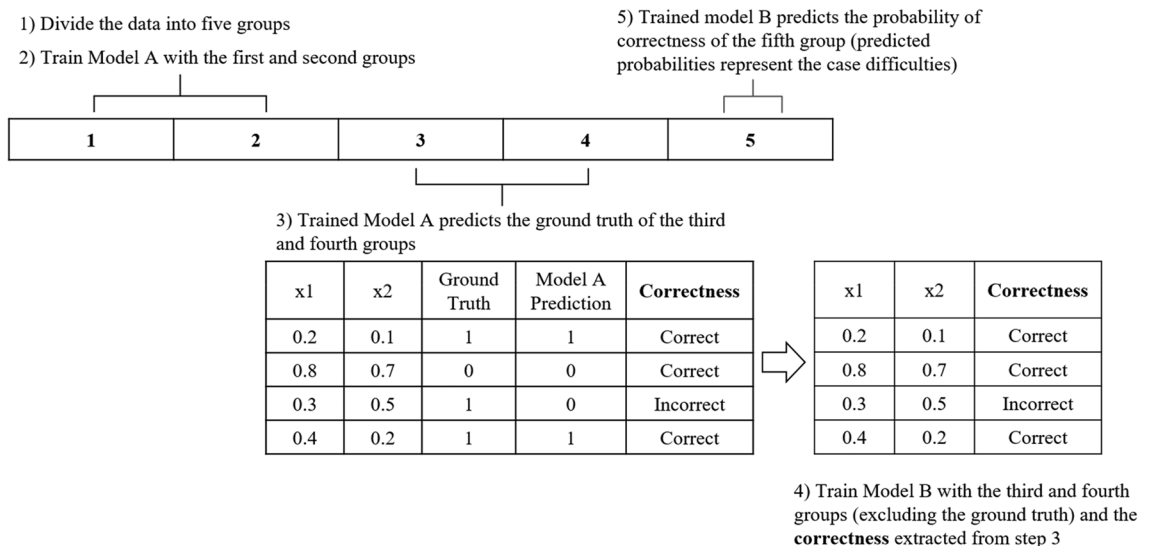 1) Divide the data into five groups
2) Train Model A with the first and second groups
5) Trained model B predicts the probability of
correctness of the fifth group (predicted
probabilities represent the case difficulties)
1 2 3 4 5
3) Trained Model A predicts the ground truth of the third
and fourth groups
x1 x2 Ground Truth Model A Prediction Correctness
0.2 0.1 1 1 Correct
0.8 0.7 0 0 Correct
0.3 0.5 1 0 Incorrect
0.4 0.2 1 1 Correct
x1 x2 Correctness
0.2 0.1 Correct
0.8 0.7 Correct
0.3 0.5 Incorrect
0.4 0.2 Correct
4) Train Model B with the third and fourth
groups (excluding the ground truth) and the
correctness extracted from step 3